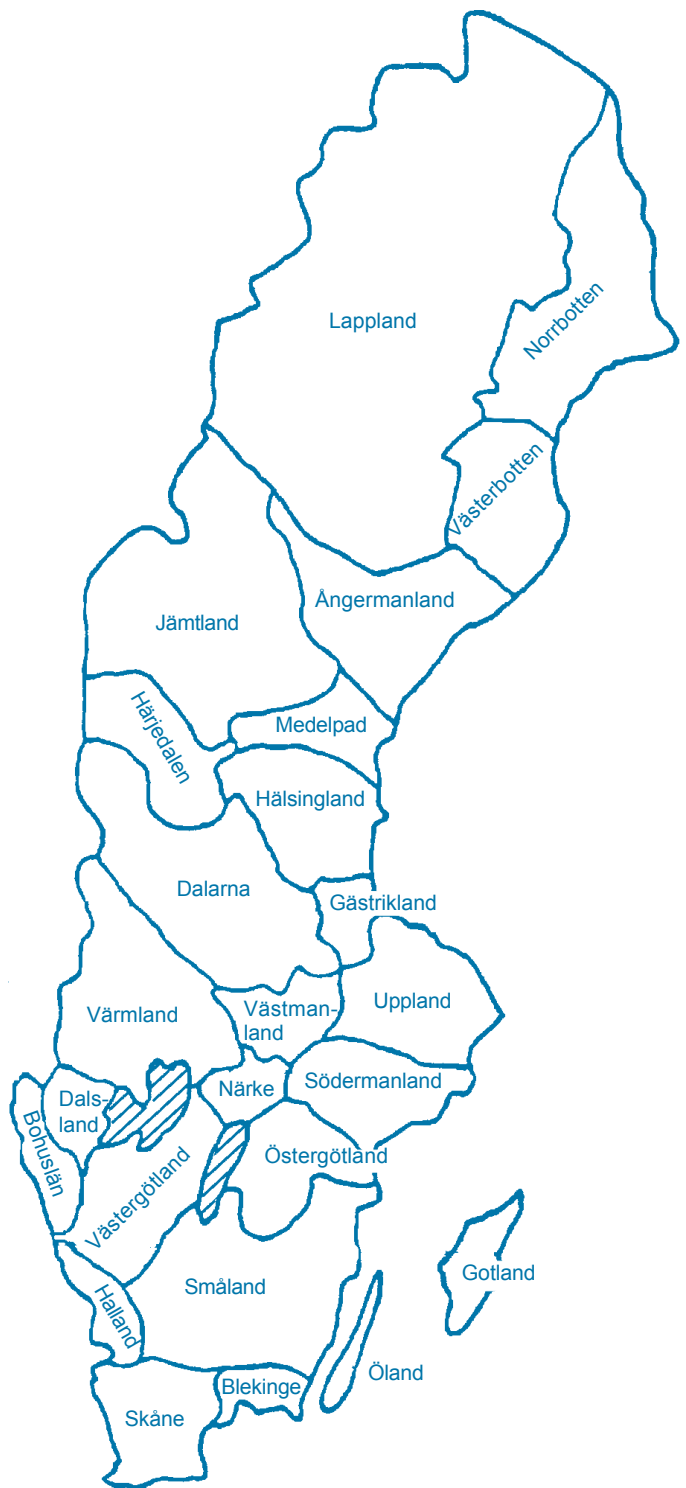 Lappland
Norrbotten
Västerbotten
Ångermanland
Jämtland
Härjedalen
Medelpad
Hälsingland
Dalarna
Gästrikland
Uppland
Västman-
land
Värmland
Närke
Södermanland
Dals-
land
Bohuslän
Västergötland
Östergötland
Gotland
Småland
Halland
Öland
Blekinge
Skåne